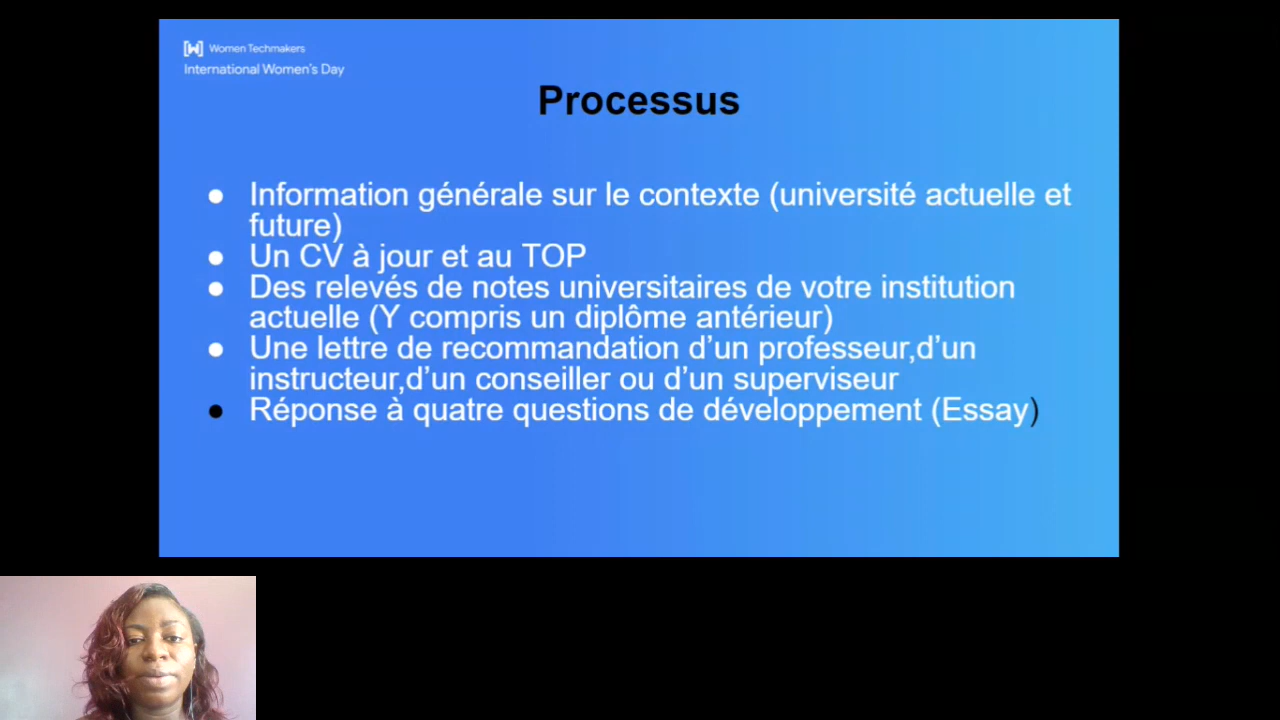 Women Techmakers
International Women's Day
Processus
● Information générale sur le contexte (université actuelle et
future)
● Un CV à jour et au TOP
● Des relevés de notes universitaires de votre institution
actuelle (Y compris un diplôme antérieur)
● Une lettre de recommandation d’un professeur,d’un
instructeur,d’un conseiller ou d’un superviseur
● Réponse à quatre questions de développement (Essay)